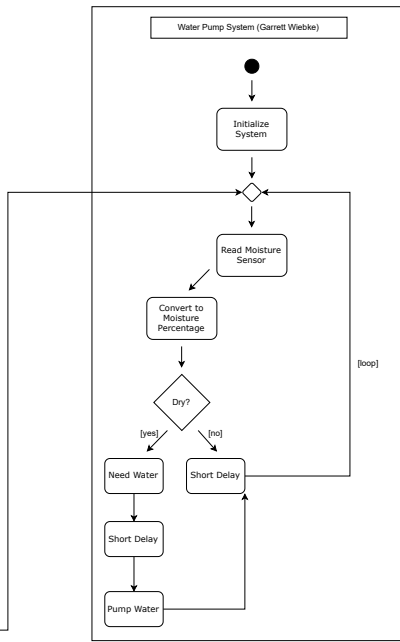 Water Pump System (Garrett Wiebke)
Initialize
System
Read Moisture
Sensor
Convert to
Moisture
Percentage
[loop]
Dry?
[yes]
[no]
Need Water
Short Delay
Short Delay
Pump Water